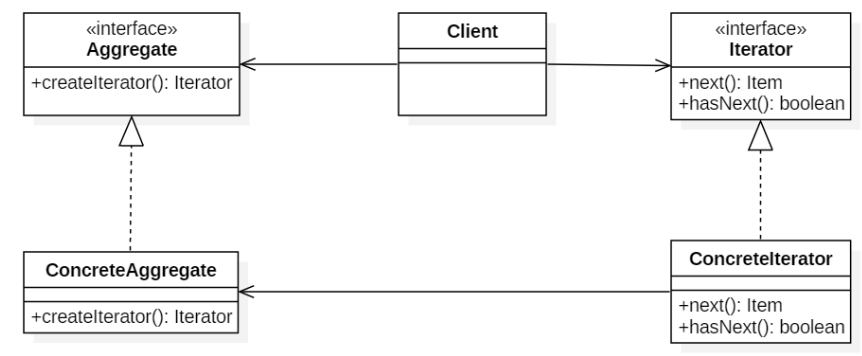 «interface»
Aggregate
+createIterator(): Iterator
Client
«interface»
Iterator
+next(): Item
+hasNext(): boolean
ConcreteAggregate
+createIterator(): Iterator
ConcreteIterator
+next(): Item
+hasNext(): boolean